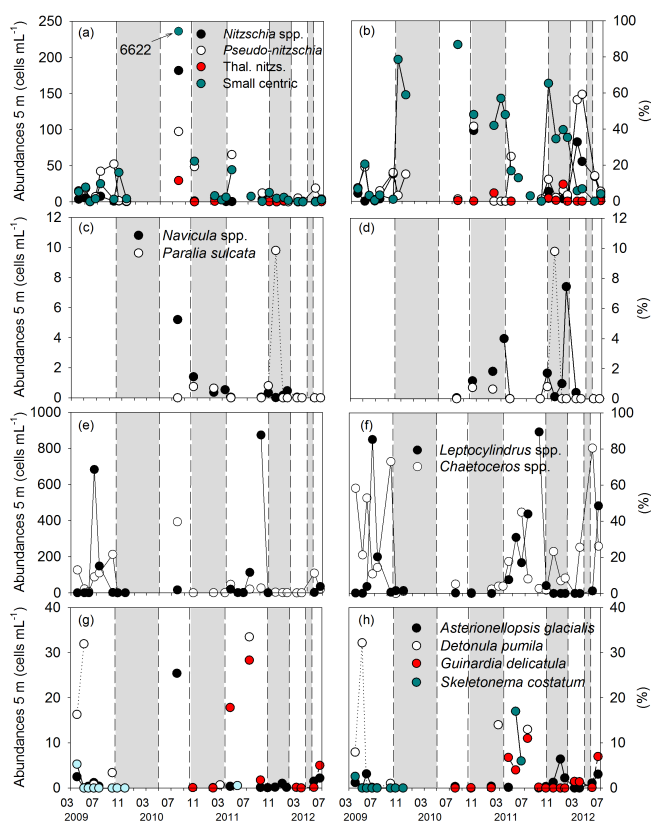 (a)
6622
Nitzschia spp.
Pseudo-nitzschia
Thal. nitzs.
Small centric
Abundances 5 m (cells mL⁻¹)
250
200
150
100
50
0
(b)
100
80
60
40
20
0
(%)
(c)
Navicula spp.
Paralia sulcata
Abundances 5 m (cells mL⁻¹)
12
10
8
6
4
2
0
(d)
12
10
8
6
4
2
0
(%)
(e)
Abundances 5 m (cells mL⁻¹)
1000
800
600
400
200
0
(f)
Leptocylindrus spp.
Chaetoceros spp.
100
80
60
40
20
0
(%)
(g)
Abundances 5 m (cells mL⁻¹)
40
30
20
10
0
(h)
Asterionellopsis glacialis
Detonula pumila
Guinardia delicatula
Skeletonema costatum
40
30
20
10
0
(%)
03 07 11 03 07 11 03 07 11 03 07
2009 2010 2011 2012
03 07 11 03 07 11 03 07 11 03 07
2009 2010 2011 2012